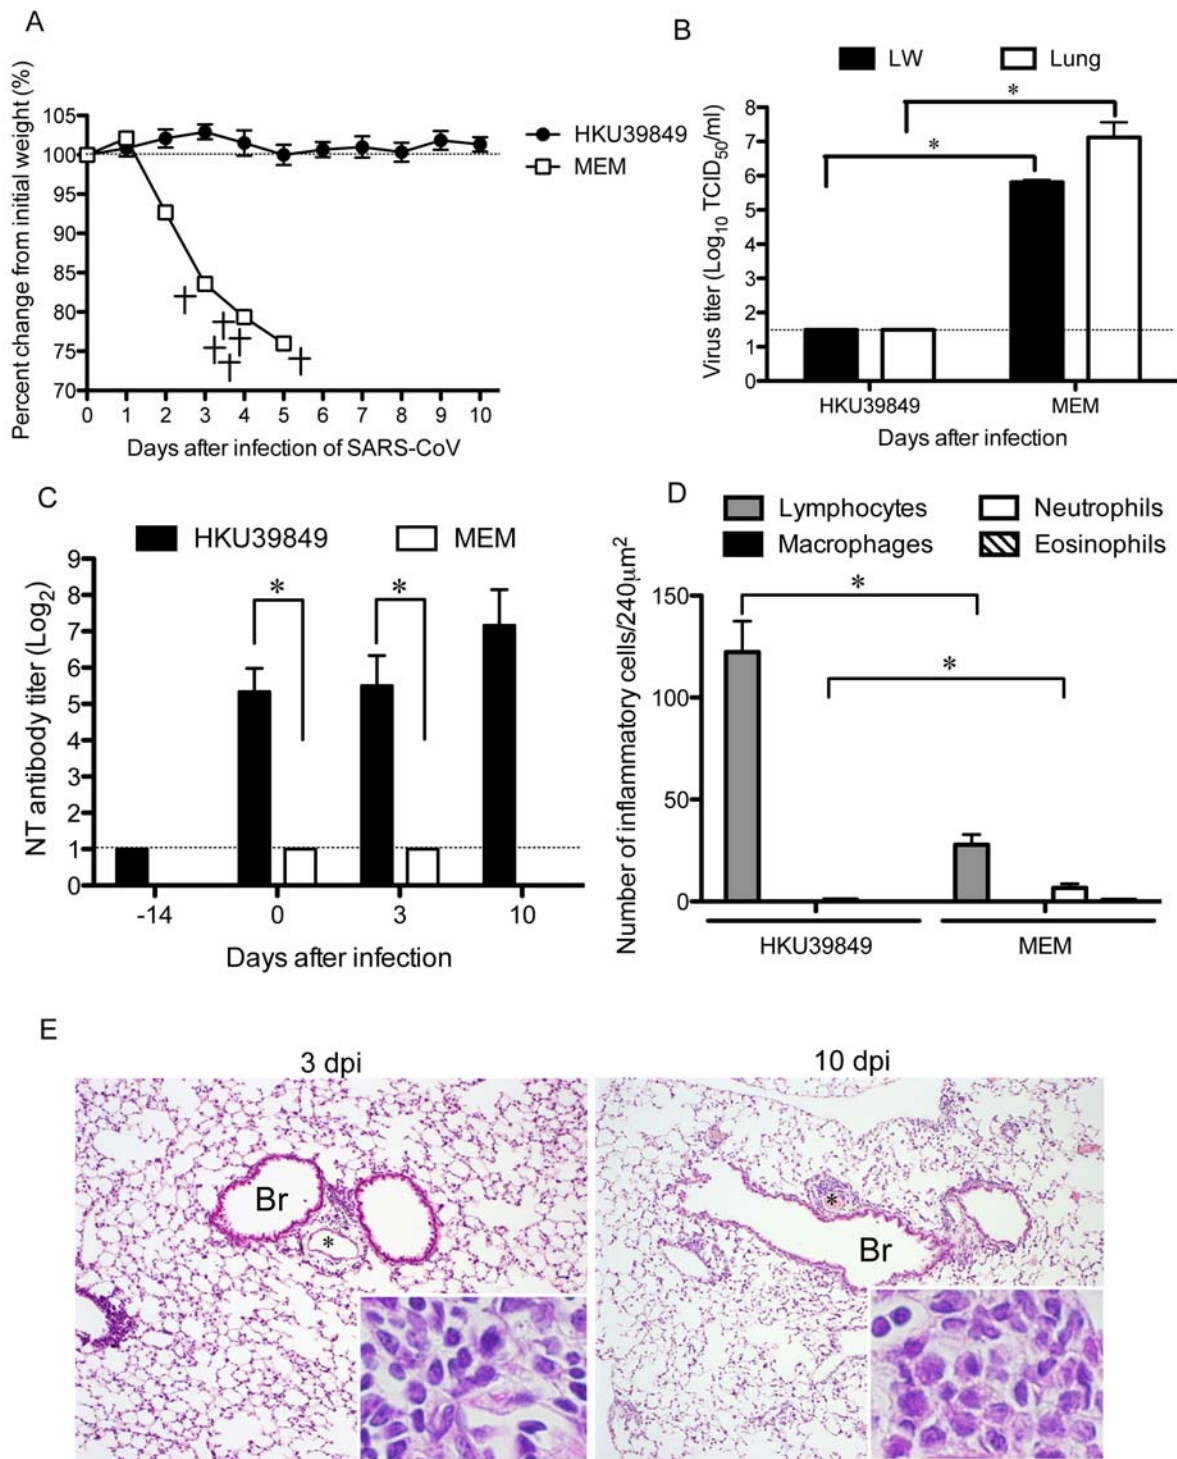 A
Percent change from initial weight (%)
105
100
95
90
85
80
75
70
0 1 2 3 4 5 6 7 8 9 10
Days after infection of SARS-CoV
HKU39849
MEM
B
LW Lung
Virus titer (Log10 TCID50/ml)
8
7
6
5
4
3
2
1
0
*
*
HKU39849 MEM
Days after infection
C
HKU39849 MEM
NT antibody titer (Log2)
9
8
7
6
5
4
3
2
1
0
* *
-14 0 3 10
Days after infection
D
Lymphocytes Neutrophils
Macrophages Eosinophils
Number of inflammatory cells/240μm2
150
100
50
0
*
*
HKU39849 MEM
E
3 dpi 10 dpi
Br
*
*
Br